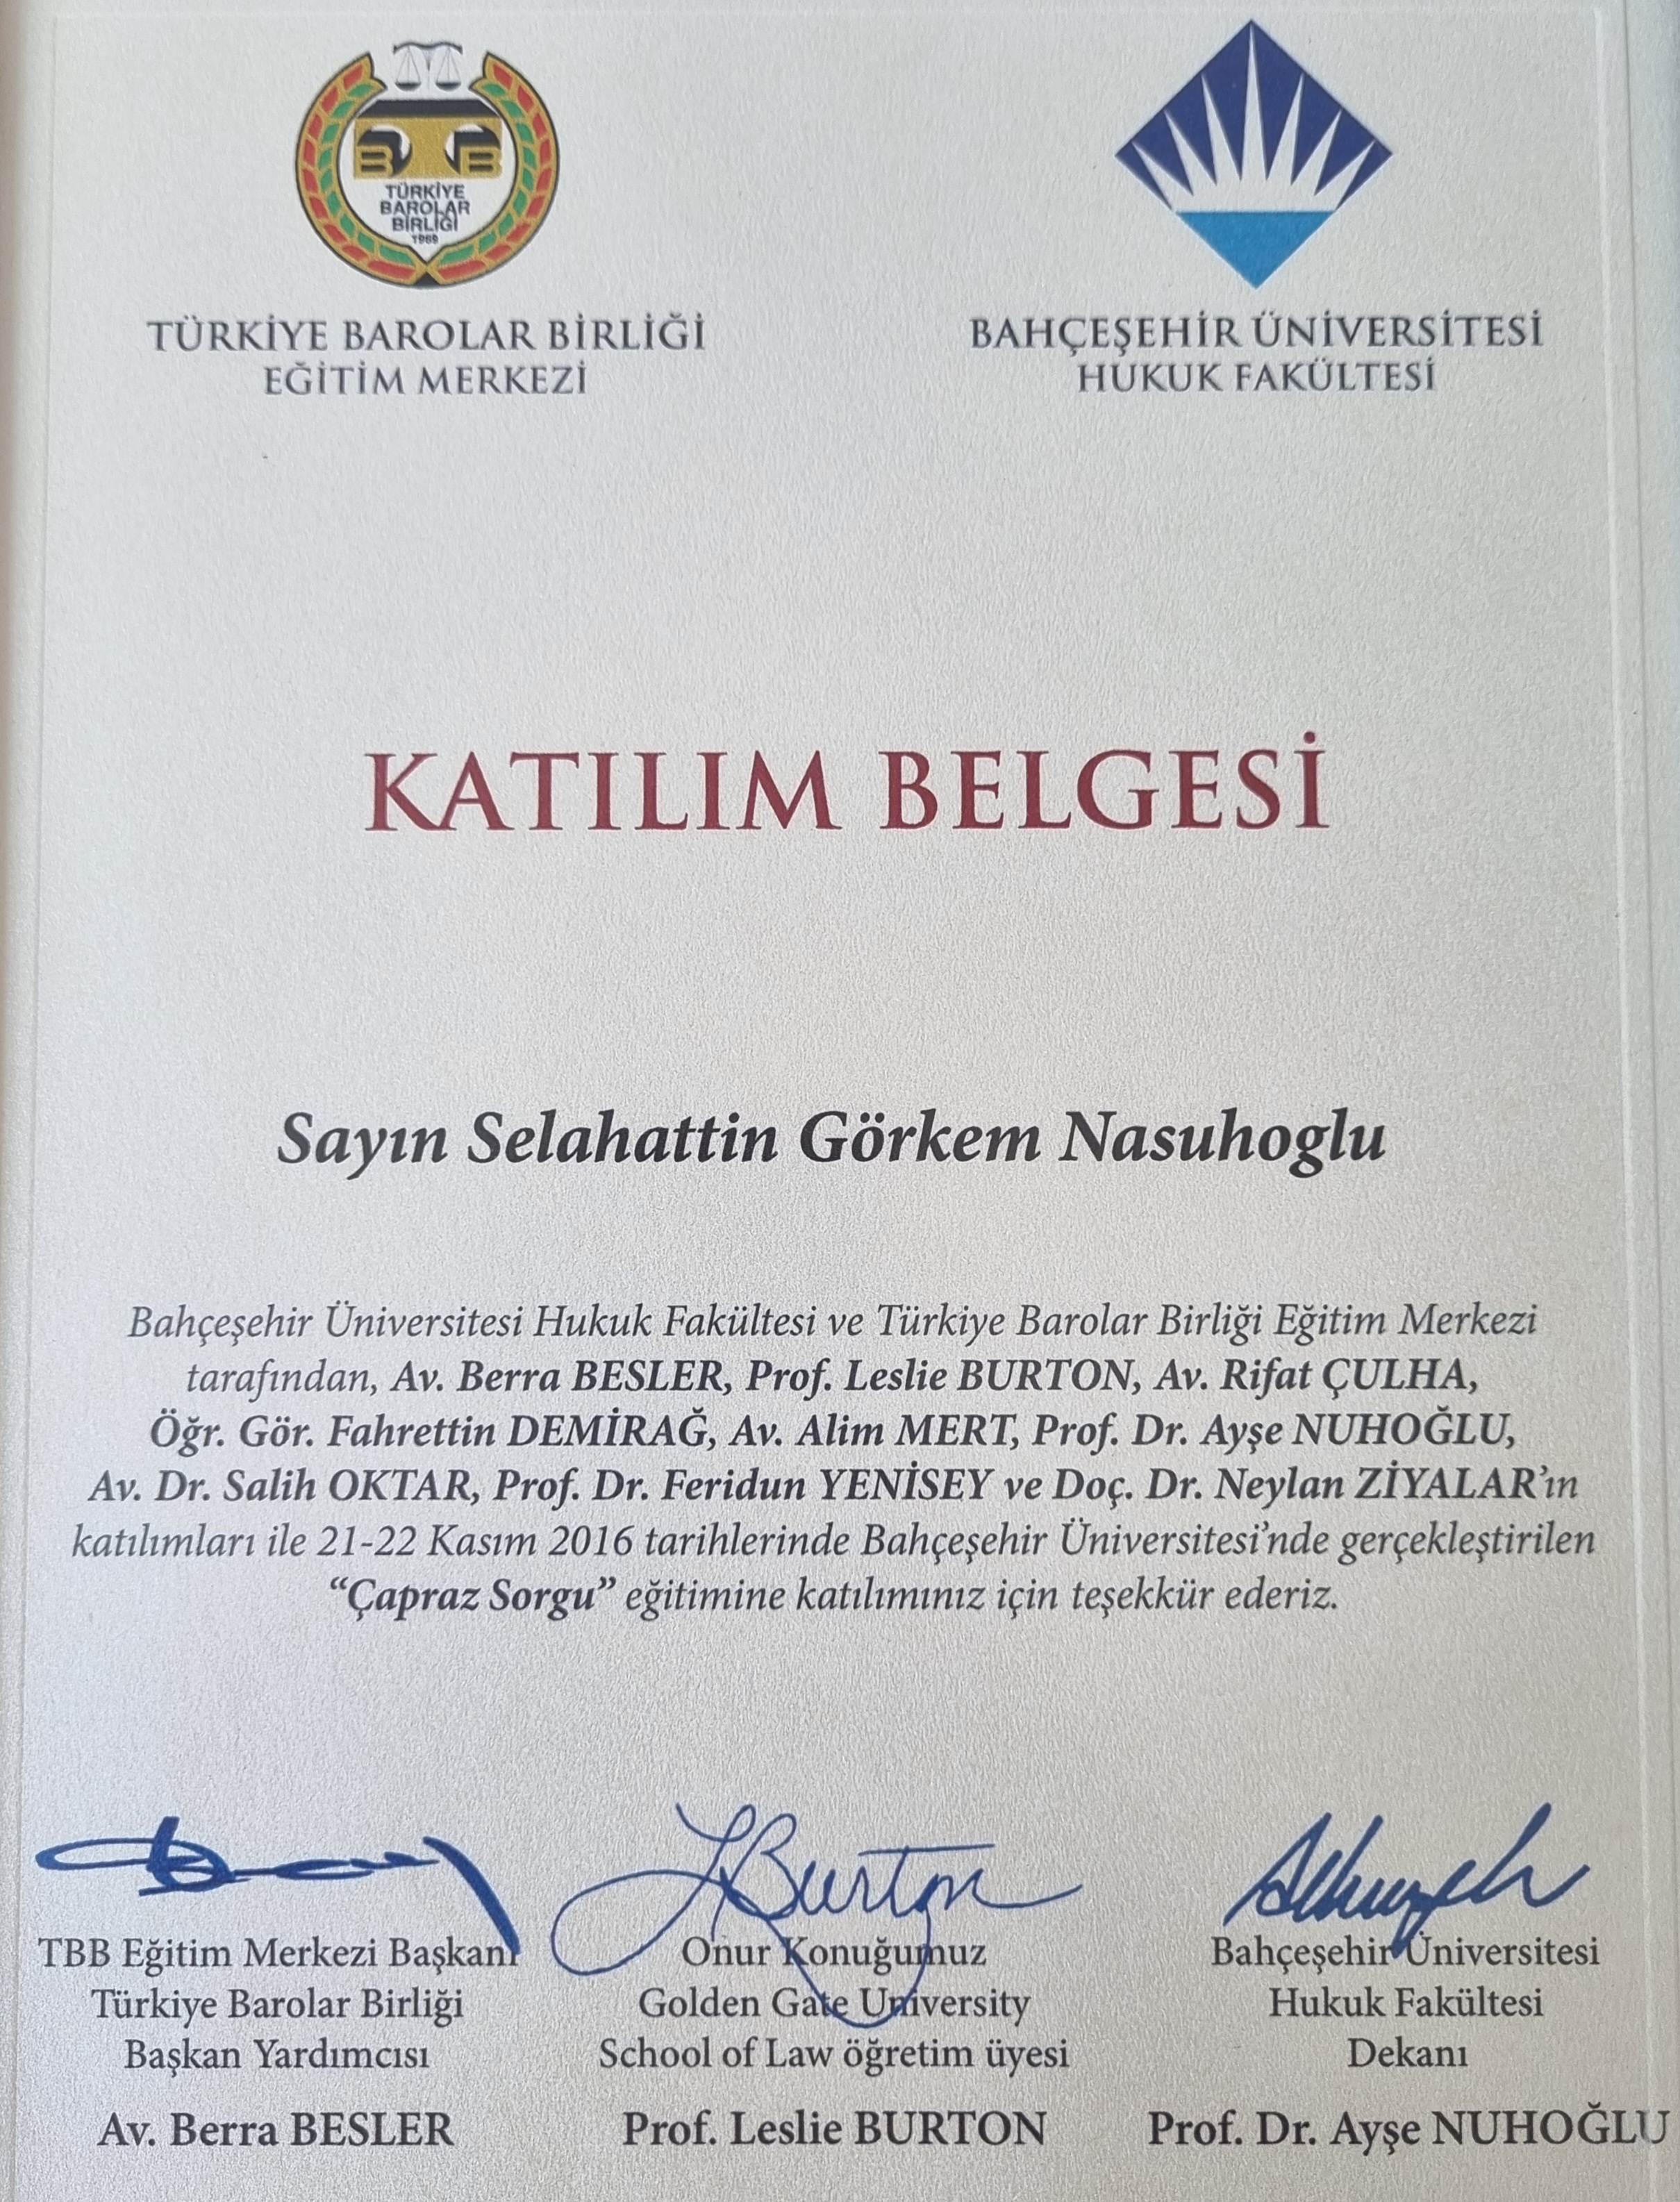 TÜRKİYE
BAROLAR
BİRLİĞİ
1969
TÜRKİYE BAROLAR BİRLİĞİ
EĞİTİM MERKEZİ
BAHÇEŞEHİR ÜNİVERSİTESİ
HUKUK FAKÜLTESİ
KATILIM BELGESİ
Sayın Selahattin Görkem Nasuhoglu
Bahçeşehir Üniversitesi Hukuk Fakültesi ve Türkiye Barolar Birliği Eğitim Merkezi
tarafından, Av. Berra BESLER, Prof. Leslie BURTON, Av. Rifat ÇULHA,
Öğr. Gör. Fahrettin DEMİRAĞ, Av. Alim MERT, Prof. Dr. Ayşe NUHOĞLU,
Av. Dr. Salih OKTAR, Prof. Dr. Feridun YENİSEY ve Doç. Dr. Neylan ZİYALAR’ın
katılımları ile 21-22 Kasım 2016 tarihlerinde Bahçeşehir Üniversitesi’nde gerçekleştirilen
“Çapraz Sorgu” eğitimine katılımınız için teşekkür ederiz.
LBurton
TBB Eğitim Merkezi Başkanı
Türkiye Barolar Birliği
Başkan Yardımcısı
Av. Berra BESLER
Onur Konuğumuz
Golden Gate University
School of Law öğretim üyesi
Prof. Leslie BURTON
Bahçeşehir Üniversitesi
Hukuk Fakültesi
Dekanı
Prof. Dr. Ayşe NUHOĞLU